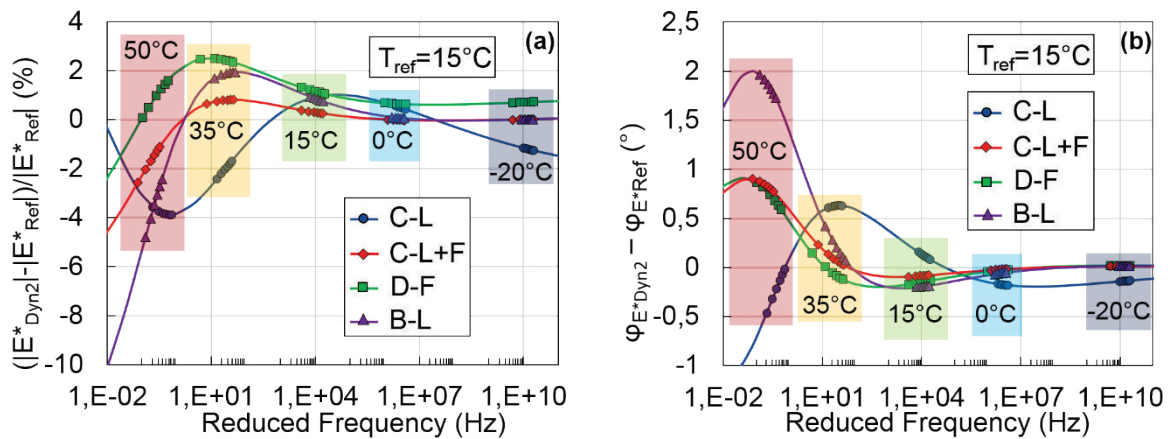 (a)
T_ref=15°C
50°C
35°C
15°C
0°C
-20°C
C-L
C-L+F
D-F
B-L
4
2
0
-2
-4
-6
-8
-10
(|E*_Dyn2|-|E*_Ref|)/|E*_Ref| (%)
1,E-02 1,E+01 1,E+04 1,E+07 1,E+10
Reduced Frequency (Hz)
(b)
T_ref=15°C
C-L
C-L+F
D-F
B-L
50°C
35°C
15°C
0°C
-20°C
2,5
2
1,5
1
0,5
0
-0,5
-1
φ_E*Dyn2 – φ_E*Ref (°)
1,E-02 1,E+01 1,E+04 1,E+07 1,E+10
Reduced Frequency (Hz)